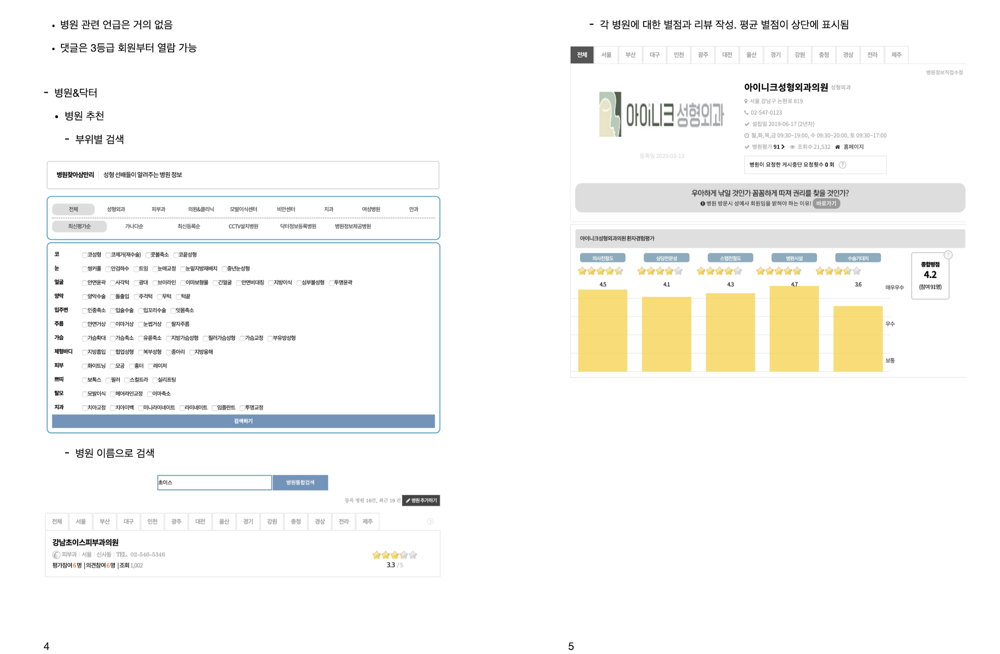 • 병원 관련 언급은 거의 없음
• 댓글은 3등급 회원부터 열람 가능
- 병원&닥터
• 병원 추천
- 부위별 검색
병원찾아삼만리 | 성형 선배들이 알려주는 병원 정보
전체 성형외과 피부과 의원&클리닉 모발이식센터 비만센터 치과 여성병원 안과
최신평가순 가나다순 최신등록순 CCTV설치병원 닥터정보등록병원 병원정보제공병원
코 코성형 코제거(재수술) 콧볼축소 코끝성형
눈 쌍커풀 안검하수 트임 눈매교정 눈밑지방재배치 중년눈성형
얼굴 안면윤곽 사각턱 광대 브이라인 이마보형물 긴얼굴 안면비대칭 지방이식 심부볼성형 투명윤곽
양악 양악수술 돌출입 주걱턱 무턱 턱끝
입주변 인중축소 입술수술 입꼬리수술 잇몸축소
주름 안면거상 이마거상 눈썹거상 팔자주름
가슴 가슴확대 가슴축소 유륜축소 지방가슴성형 필러가슴성형 가슴교정 부유방성형
체형바디 지방흡입 힙업성형 복부성형 종아리 지방융해
피부 화이트닝 모공 흉터 레이저
쁘띠 보톡스 필러 스컬트라 실리프팅
탈모 모발이식 헤어라인교정 이마축소
치과 치아교정 치아미백 미니라미네이트 라미네이트 임플란트 투명교정
검색하기
- 병원 이름으로 검색
초이스 병원통합검색
등록 병원 16건, 최근 19 건 병원 추가하기
전체 서울 부산 대구 인천 광주 대전 울산 경기 강원 충청 경상 전라 제주 ?
강남초이스피부과의원
피부과 | 서울 | 신사동 | TEL. 02-546-5346
평가참여 6명 | 의견참여 6명 | 조회 1,002
3.3 / 5
4
- 각 병원에 대한 별점과 리뷰 작성. 평균 별점이 상단에 표시됨
전체 서울 부산 대구 인천 광주 대전 울산 경기 강원 충청 경상 전라 제주
병원정보직접수정
아이니크 성형외과
등록일 2020-03-13
아이니크성형외과의원 성형외과
서울 강남구 논현로 819
02-547-0123
설립일 2019-06-17 (2년차)
월,화,목,금 09:30~19:00, 수 09:30~20:00, 토 09:30~17:00
병원평가 91 조회수 21,532 홈페이지
병원이 요청한 게시중단 요청횟수 0 회 ?
우아하게 낚일 것인가 꼼꼼하게 따져 권리를 찾을 것인가?
병원 방문시 성예사 회원임을 밝혀야 하는 이유! 바로가기
아이니크성형외과의원 환자경험평가
의사친절도 상담전문성 스탭친절도 병원시설 수술기대치
4.5 4.1 4.3 4.7 3.6
매우우수
우수
보통
?
종합평점
4.2
(참여 91명)
5